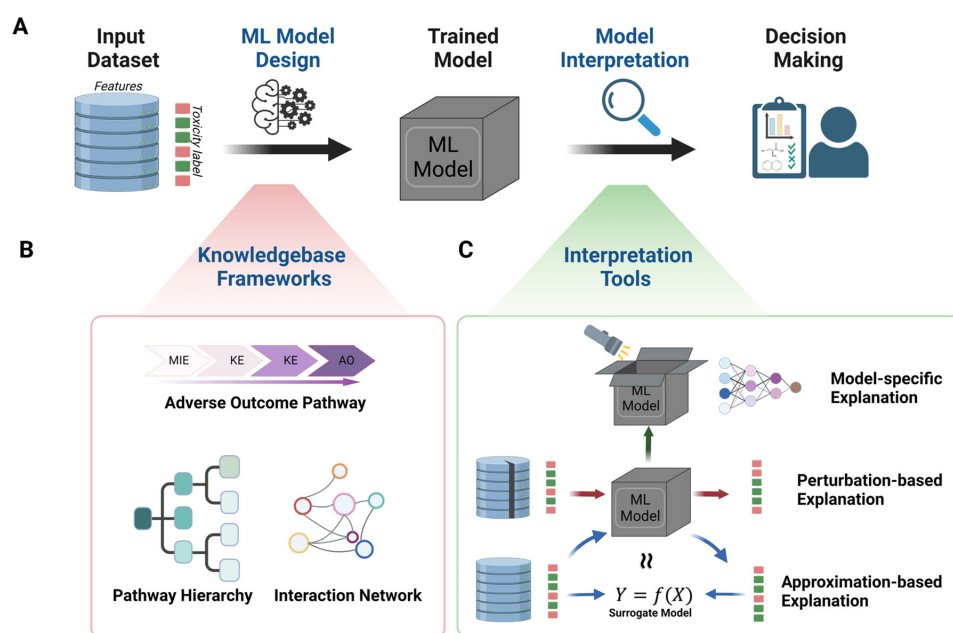 A
Input
Dataset
Features
Toxicity label
ML Model
Design
Trained
Model
ML
Model
Model
Interpretation
Decision
Making
B
Knowledgebase
Frameworks
MIE
KE
KE
AO
Adverse Outcome Pathway
Pathway Hierarchy
Interaction Network
C
Interpretation
Tools
ML
Model
Model-specific
Explanation
ML
Model
Perturbation-based
Explanation
≈
Y = f(X)
Surrogate Model
Approximation-based
Explanation